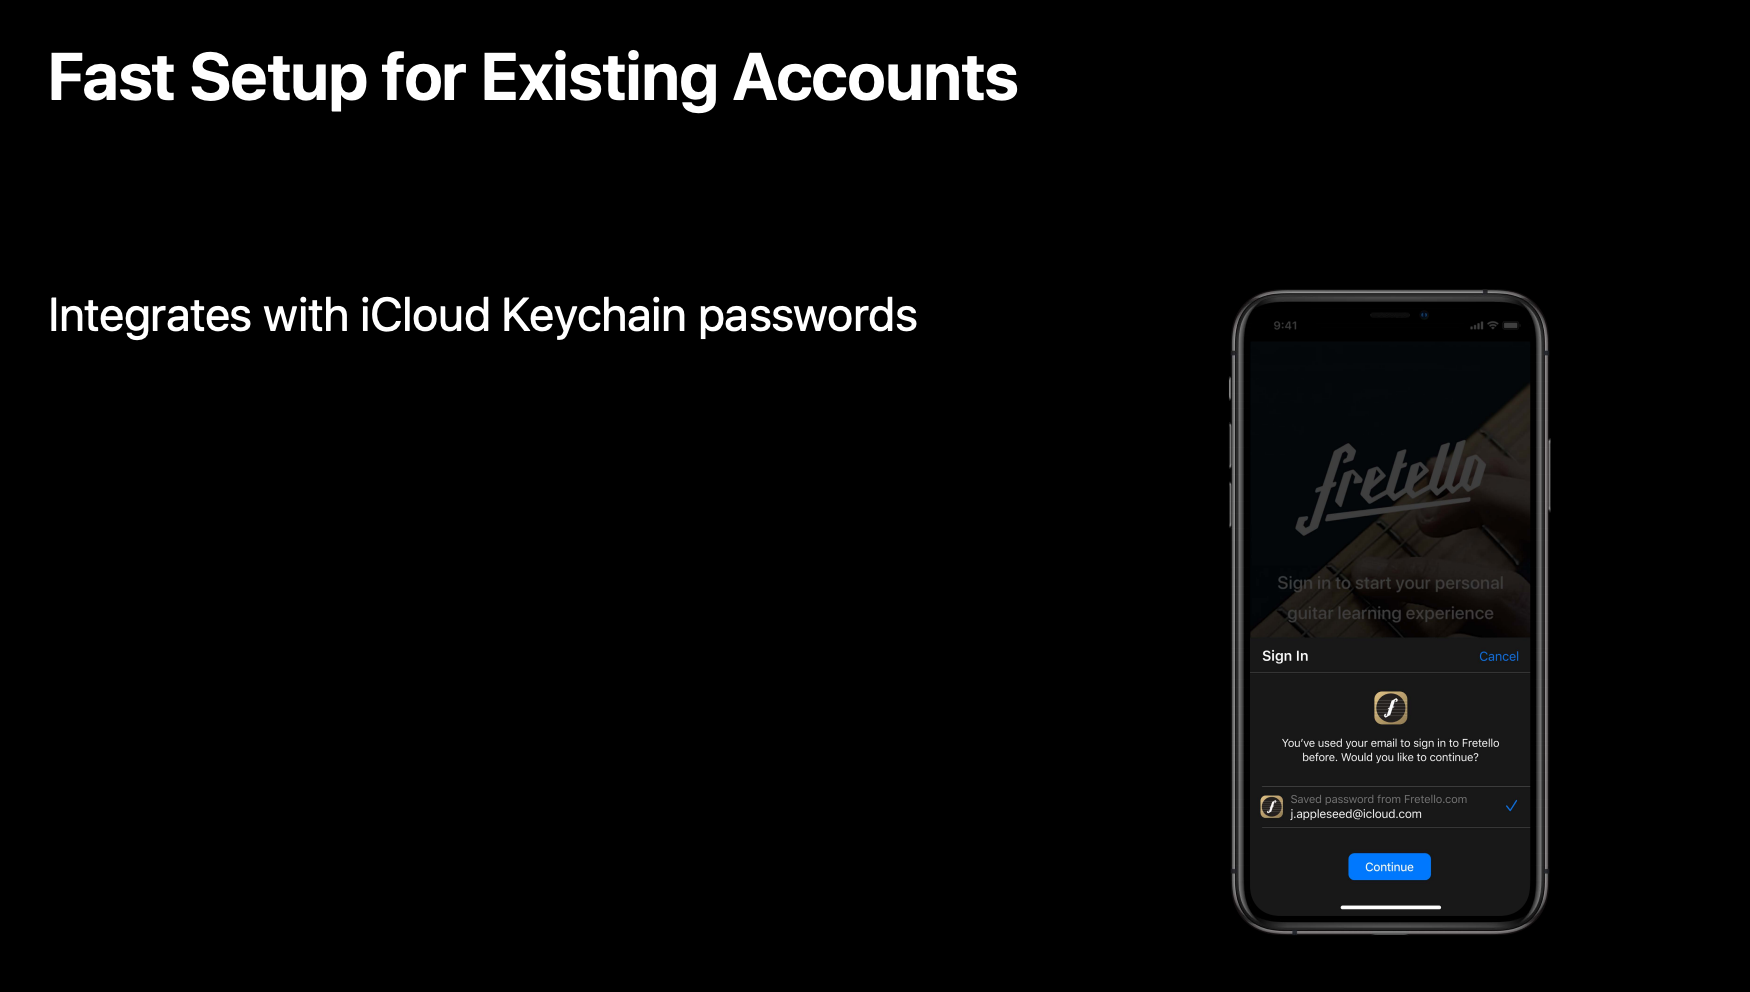 Fast Setup for Existing Accounts
Integrates with iCloud Keychain passwords
9:41
fretello
Sign in to start your personal
guitar learning experience
Sign In
Cancel
f
You've used your email to sign in to Fretello
before. Would you like to continue?
f
Saved password from Fretello.com
j.appleseed@icloud.com
Continue